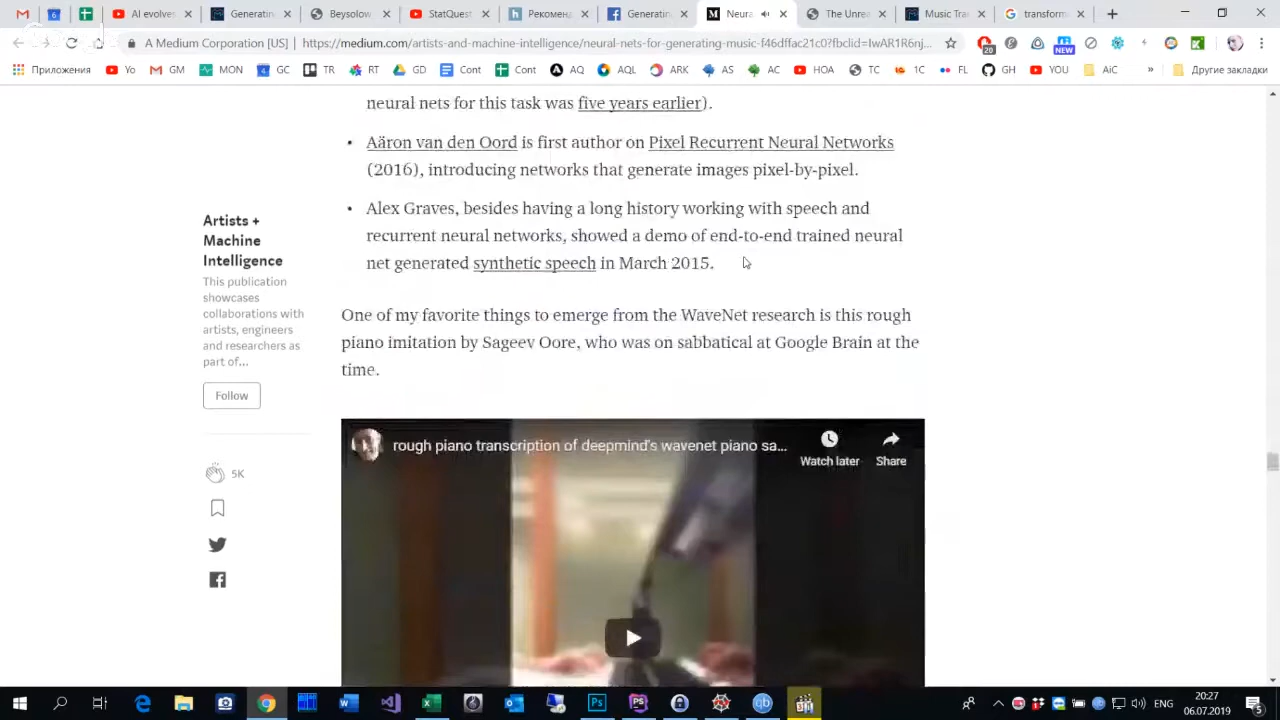 AI evolves
Generatin
Beysolow
StatQuest
Рекоменд
Generatin
Neura
The Unrea
Music Tra
transform
A Medium Corporation [US] | https://medium.com/artists-and-machine-intelligence/neural-nets-for-generating-music-f46dffac21c0?fbclid=IwAR1R6nj...
20
NEW
Приложения
Yo
GM
MON
GC
TR
RT
GD
Cont
Cont
AQ
AQL
ARK
AS
AC
HOA
TC
1C
FL
GH
YOU
AiC
»
Другие закладки
neural nets for this task was five years earlier).
• Aäron van den Oord is first author on Pixel Recurrent Neural Networks
(2016), introducing networks that generate images pixel-by-pixel.
• Alex Graves, besides having a long history working with speech and
recurrent neural networks, showed a demo of end-to-end trained neural
net generated synthetic speech in March 2015.
Artists +
Machine
Intelligence
This publication
showcases
collaborations with
artists, engineers
and researchers as
part of...
Follow
5K
One of my favorite things to emerge from the WaveNet research is this rough
piano imitation by Sageev Oore, who was on sabbatical at Google Brain at the
time.
rough piano transcription of deepmind's wavenet piano sa...
Watch later
Share
ENG
20:27
06.07.2019
5